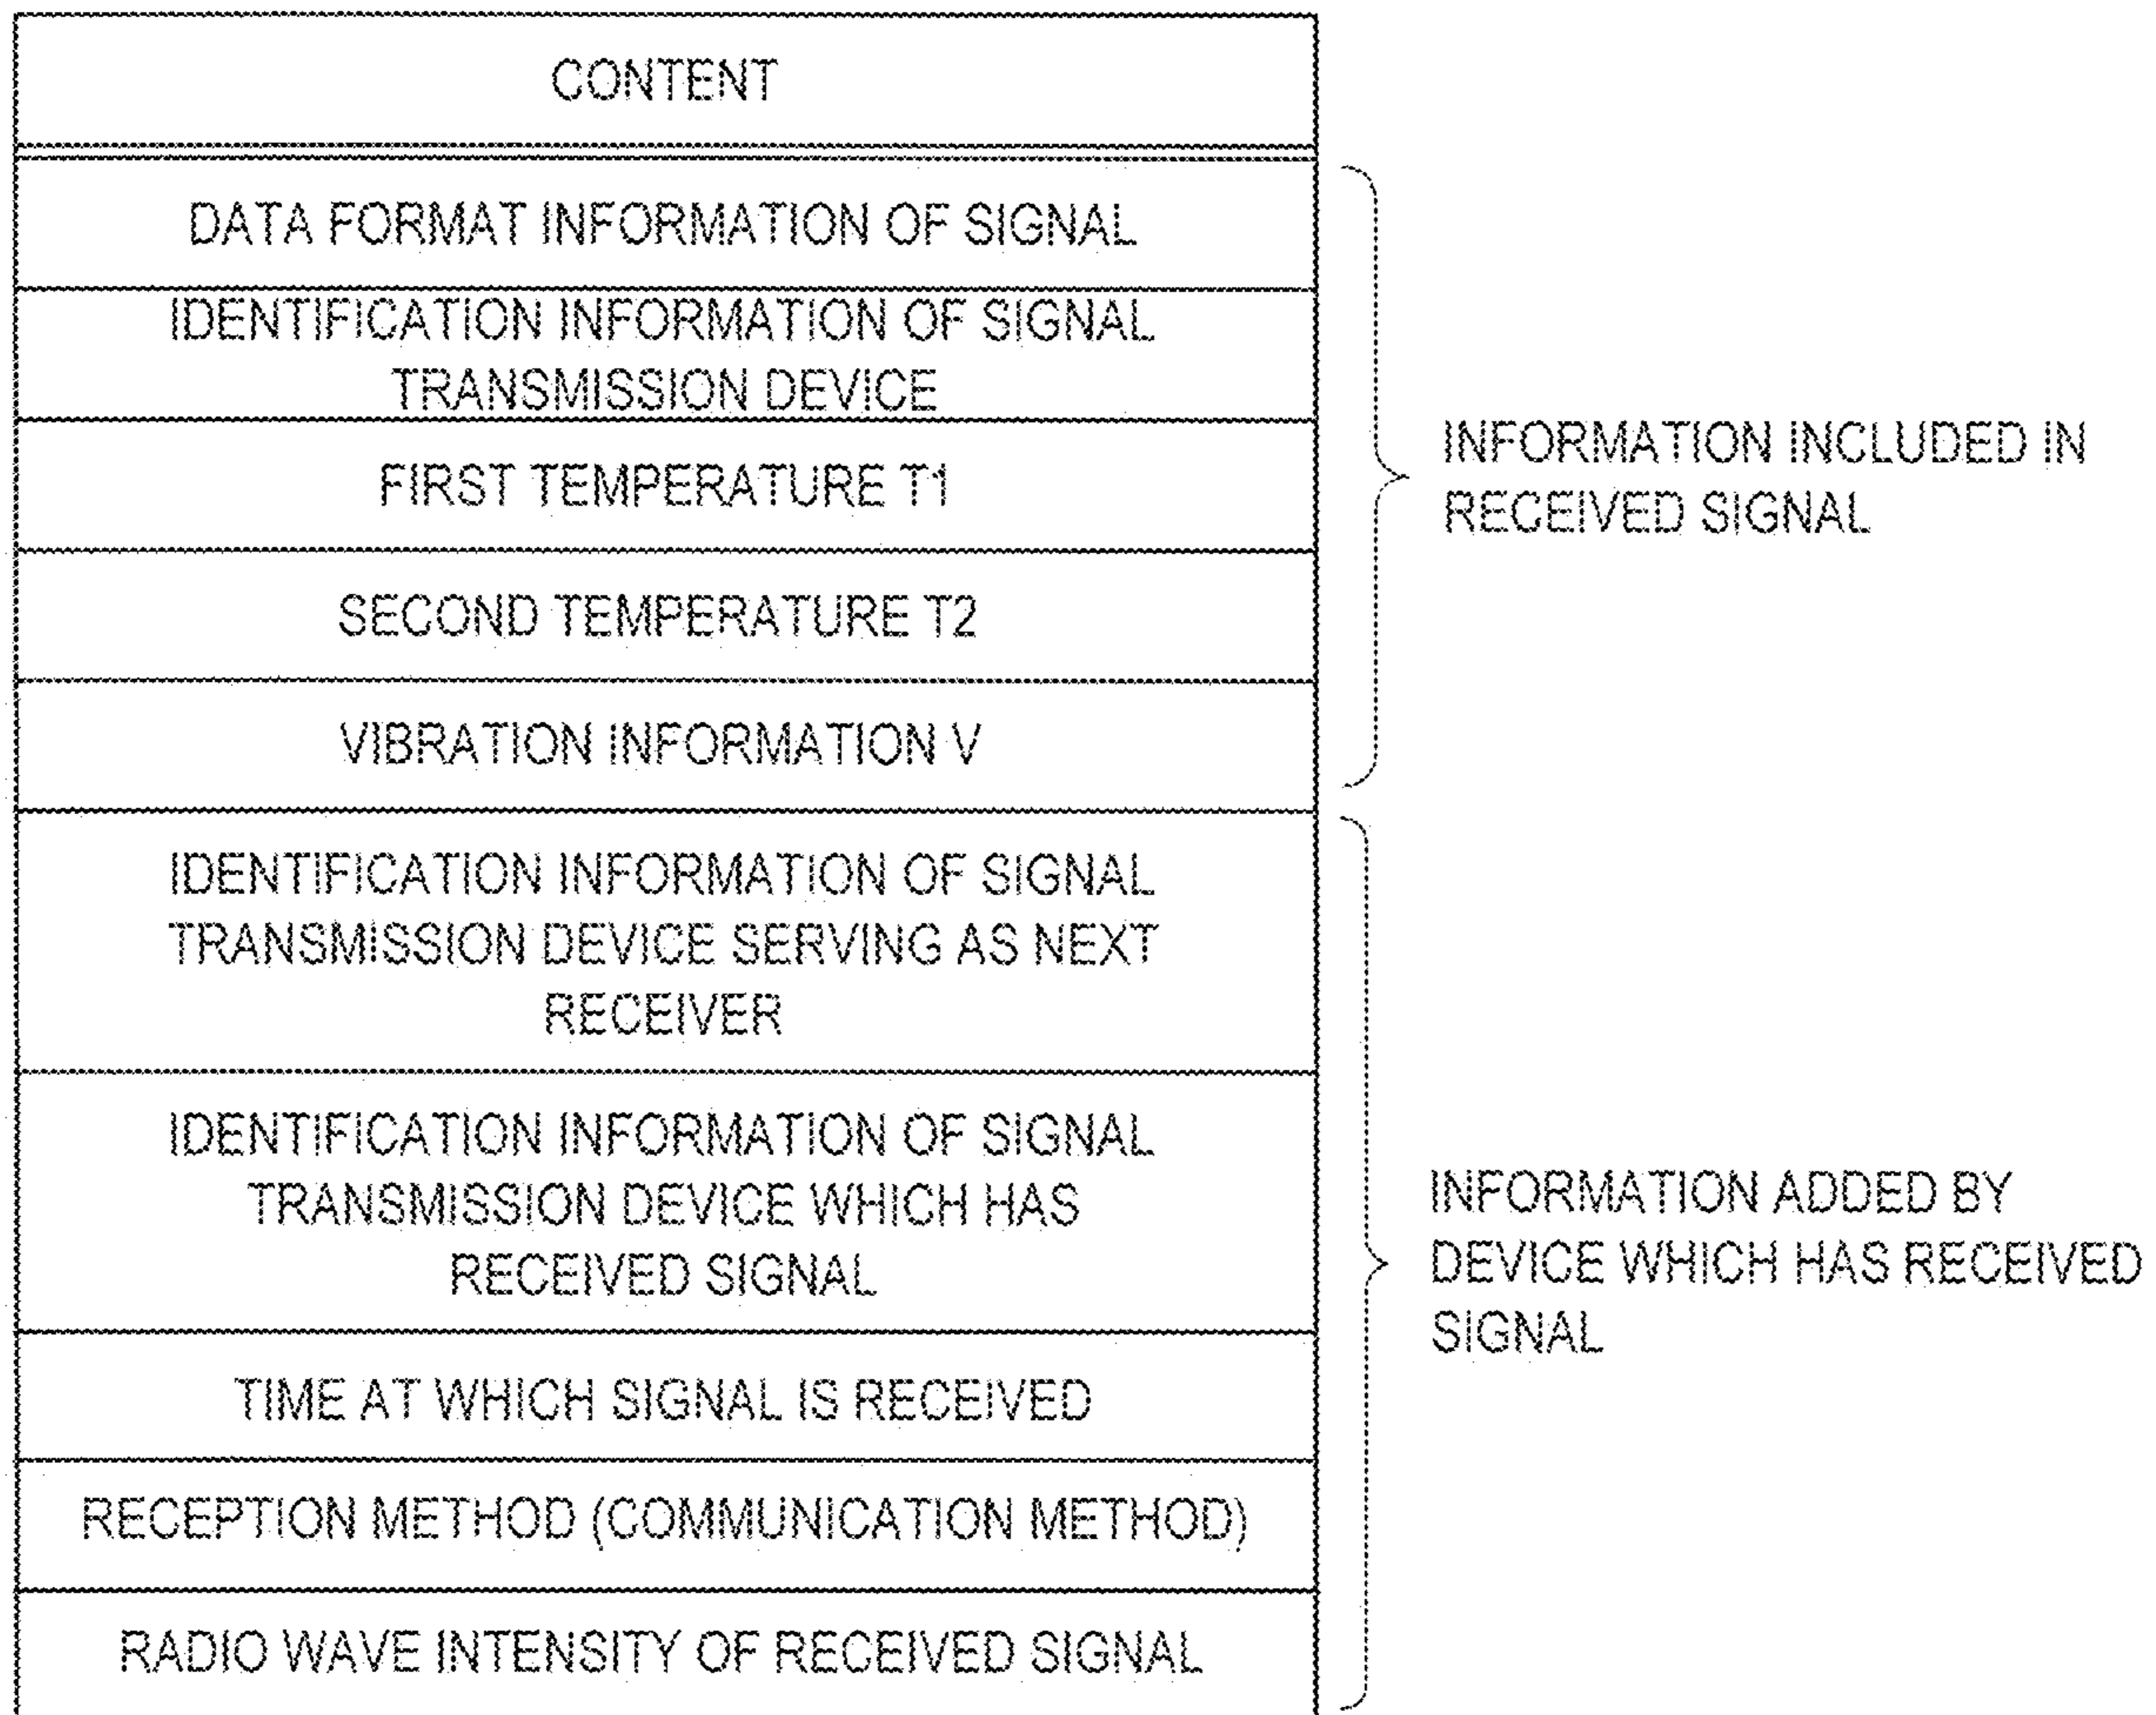 CONTENT
DATA FORMAT INFORMATION OF SIGNAL
IDENTIFICATION INFORMATION OF SIGNAL
TRANSMISSION DEVICE
FIRST TEMPERATURE T1
SECOND TEMPERATURE T2
VIBRATION INFORMATION V
INFORMATION INCLUDED IN
RECEIVED SIGNAL
IDENTIFICATION INFORMATION OF SIGNAL
TRANSMISSION DEVICE SERVING AS NEXT
RECEIVER
IDENTIFICATION INFORMATION OF SIGNAL
TRANSMISSION DEVICE WHICH HAS
RECEIVED SIGNAL
TIME AT WHICH SIGNAL IS RECEIVED
RECEPTION METHOD (COMMUNICATION METHOD)
RADIO WAVE INTENSITY OF RECEIVED SIGNAL
INFORMATION ADDED BY
DEVICE WHICH HAS RECEIVED
SIGNAL